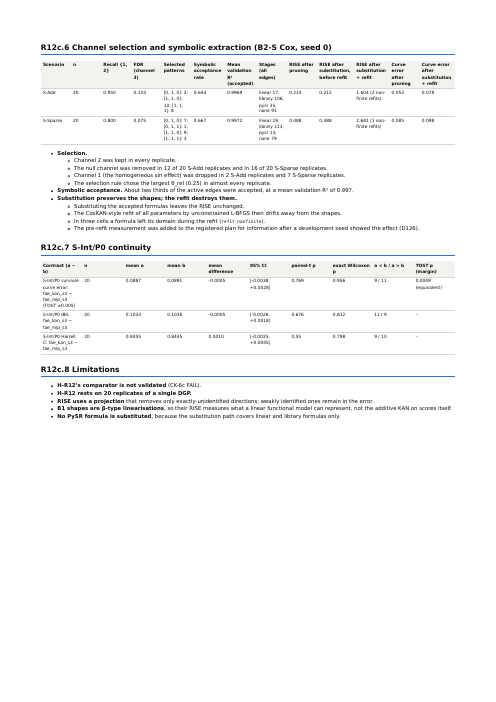 R12c.6 Channel selection and symbolic extraction (B2-S Cox, seed 0)
Scenario n Recall {1, 2} FDR (channel 3) Selected patterns Symbolic acceptance rate Mean validation R² (accepted) Stages (all edges) RISE after pruning RISE after substitution, before refit RISE after substitution + refit Curve error after pruning Curve error after substitution + refit
S-Add 20 0.950 0.133 [0, 1, 0]: 2; [1, 1, 0]: 10; [1, 1, 1]: 8 0.644 0.9969 linear 17, library 106, pysr 35, none 91 0.214 0.212 1.604 (2 non-finite refits) 0.053 0.078
S-Sparse 20 0.800 0.075 [0, 1, 0]: 7; [0, 1, 1]: 1; [1, 1, 0]: 9; [1, 1, 1]: 3 0.667 0.9972 linear 19, library 113, pysr 13, none 79 0.488 0.488 2.681 (1 non-finite refits) 0.085 0.098
• Selection.
Channel 2 was kept in every replicate.
The null channel was removed in 12 of 20 S-Add replicates and in 16 of 20 S-Sparse replicates.
Channel 1 (the homogeneous sin effect) was dropped in 2 S-Add replicates and 7 S-Sparse replicates.
The selection rule chose the largest θ_rel (0.25) in almost every replicate.
• Symbolic acceptance. About two thirds of the active edges were accepted, at a mean validation R² of 0.997.
• Substitution preserves the shapes; the refit destroys them.
Substituting the accepted formulas leaves the RISE unchanged.
The CoxKAN-style refit of all parameters by unconstrained L-BFGS then drifts away from the shapes.
In three cells a formula left its domain during the refit (refit_nonfinite).
The pre-refit measurement was added to the registered plan for information after a developed seed showed the effect (D126).
R12c.7 S-Int/P0 continuity
Contrast (a − b) n mean a mean b mean difference 95% CI paired-t p exact Wilcoxon p a < b / a > b TOST p (margin)
S-Int/P0 survival-curve error: fae_kan_s3 − fae_mlp_s3 (TOST ±0.005) 20 0.0887 0.0891 -0.0005 [-0.0038, +0.0028] 0.769 0.956 9 / 11 0.0049 (equivalent)
S-Int/P0 IBS: fae_kan_s3 − fae_mlp_s3 20 0.1033 0.1038 -0.0005 [-0.0028, +0.0018] 0.676 0.812 11 / 9 –
S-Int/P0 Harrell C: fae_kan_s3 − fae_mlp_s3 20 0.8455 0.8445 0.0010 [-0.0025, +0.0045] 0.55 0.798 9 / 10 –
R12c.8 Limitations
• H-R12's comparator is not validated (CK-6c FAIL).
• H-R12 rests on 20 replicates of a single DGP.
• RISE uses a projection that removes only exactly-unidentified directions; weakly identified ones remain in the error.
• B1 shapes are β-type linearisations, so their RISE measures what a linear functional model can represent, not the additive KAN on scores itself.
• No PySR formula is substituted, because the substitution path covers linear and library formulas only.